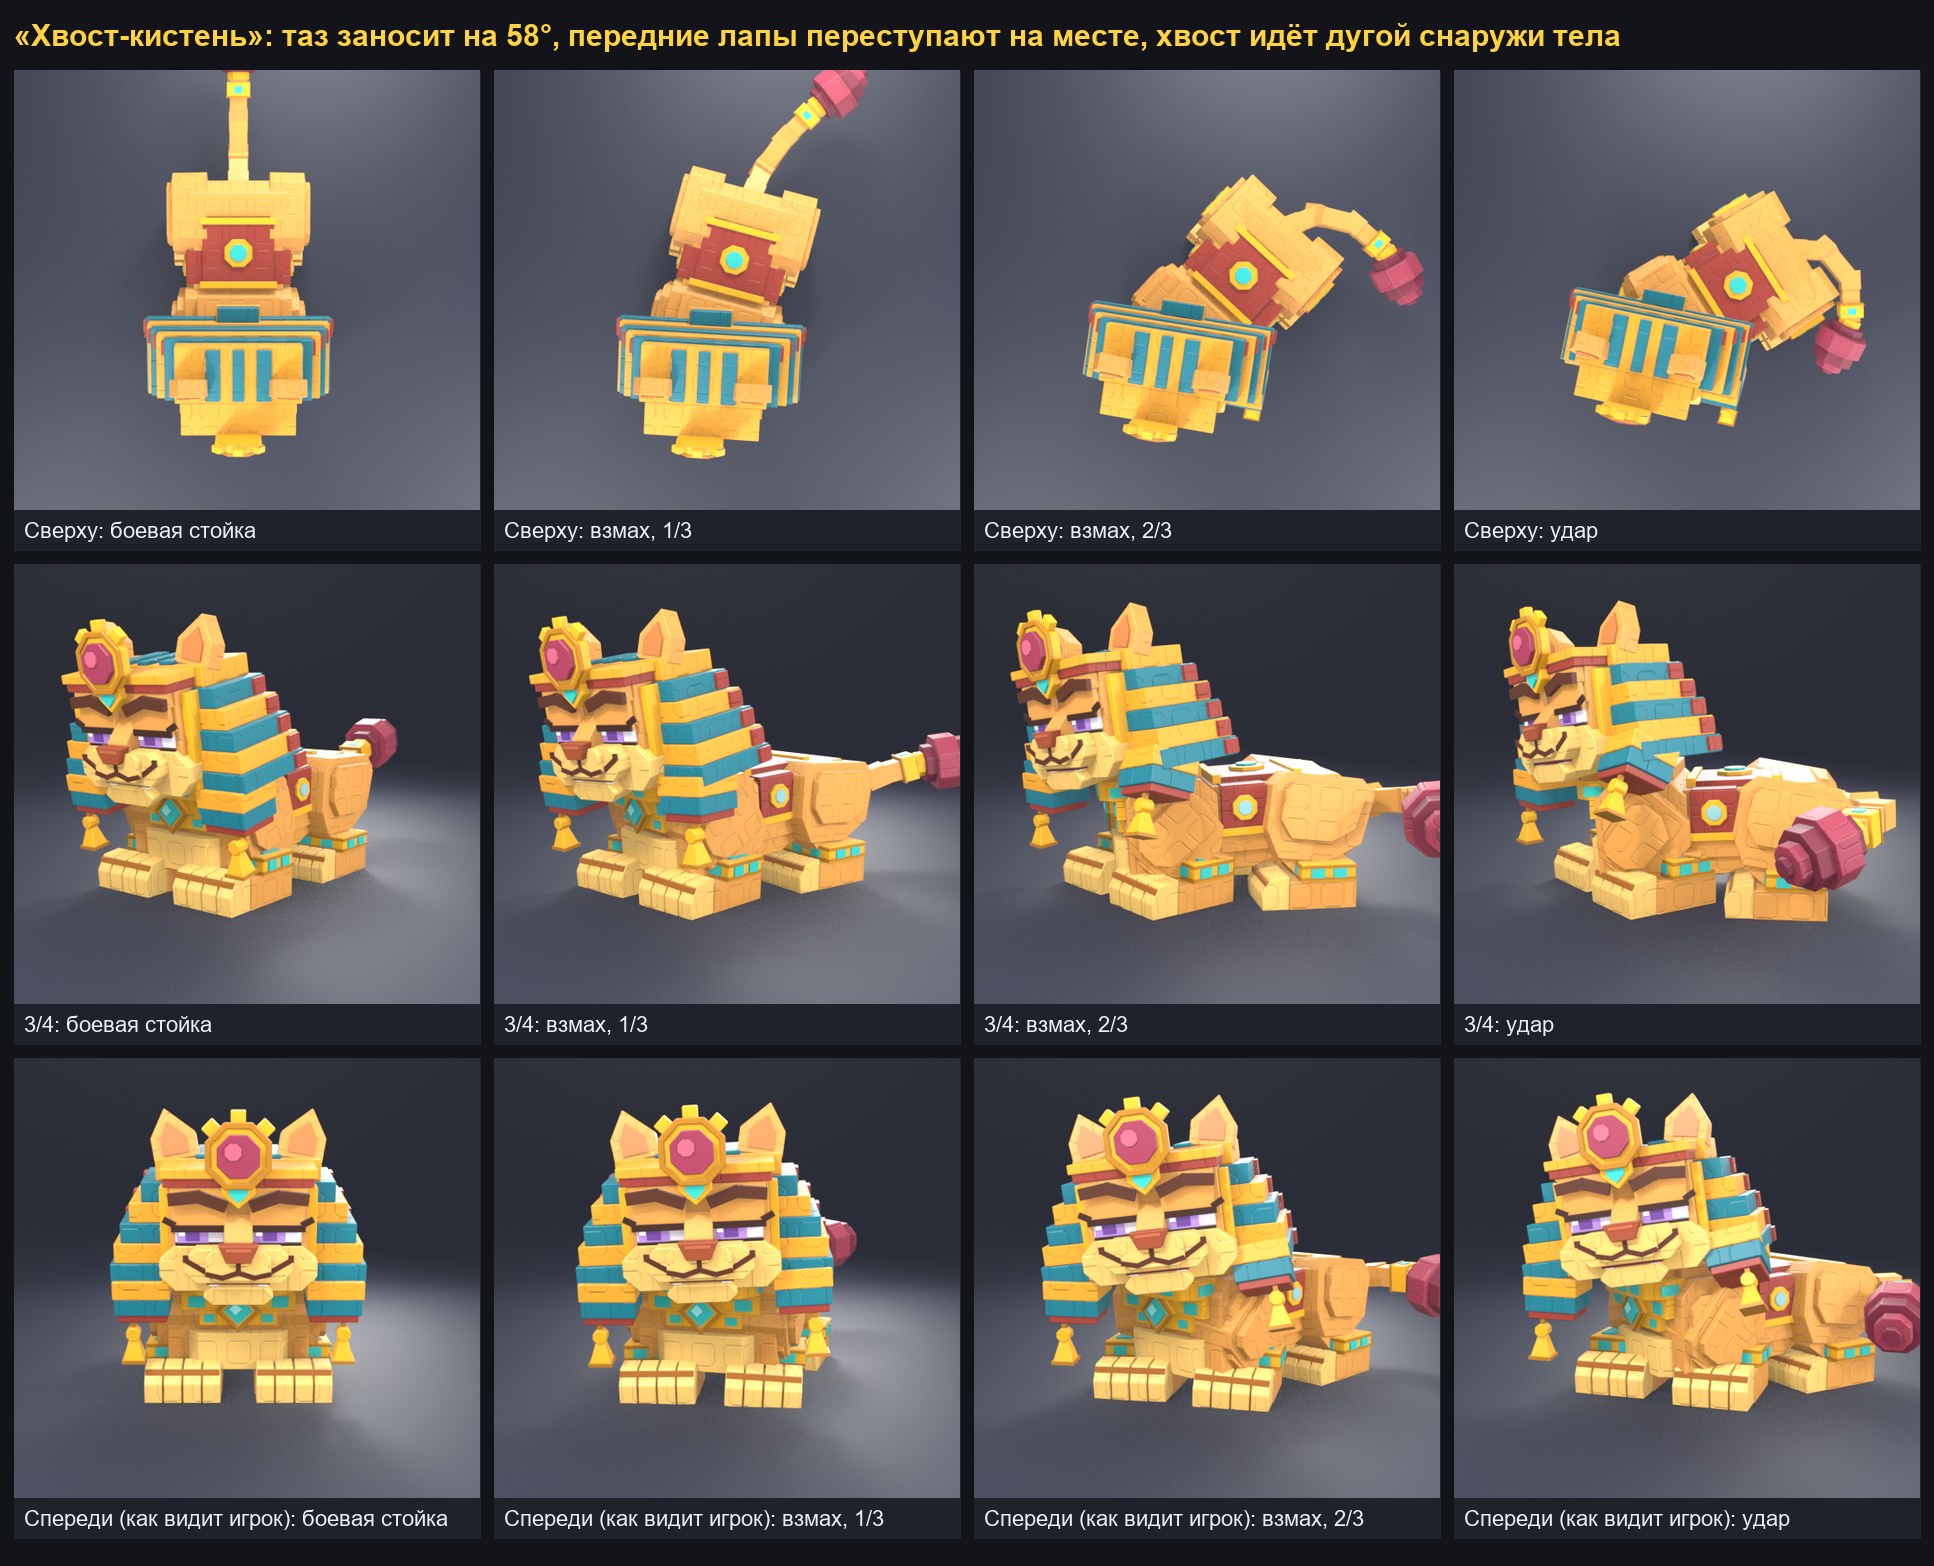 «Хвост-кистень»: таз заносит на 58°, передние лапы переступают на месте, хвост идёт дугой снаружи тела
Сверху: боевая стойка
Сверху: взмах, 1/3
Сверху: взмах, 2/3
Сверху: удар
3/4: боевая стойка
3/4: взмах, 1/3
3/4: взмах, 2/3
3/4: удар
Спереди (как видит игрок): боевая стойка
Спереди (как видит игрок): взмах, 1/3
Спереди (как видит игрок): взмах, 2/3
Спереди (как видит игрок): удар